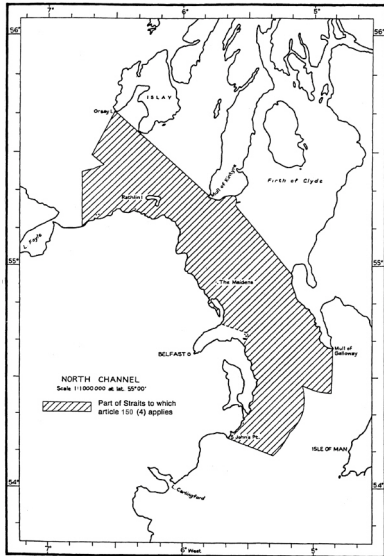 7° 6° 5°
56° 56°
ISLAY
Orsay I.
Mull of Kintyre
Firth of Clyde
Rathlin I.
L. Foyle
55° 55°
The Maidens
BELFAST
Mull of
Galloway
NORTH CHANNEL
Scale 1:1 000 000 at lat. 55°00'
Part of Straits to which
article 150 (4) applies
St John's Pt.
ISLE OF MAN
54° 54°
L. Carlingford
7° 6° West 5°